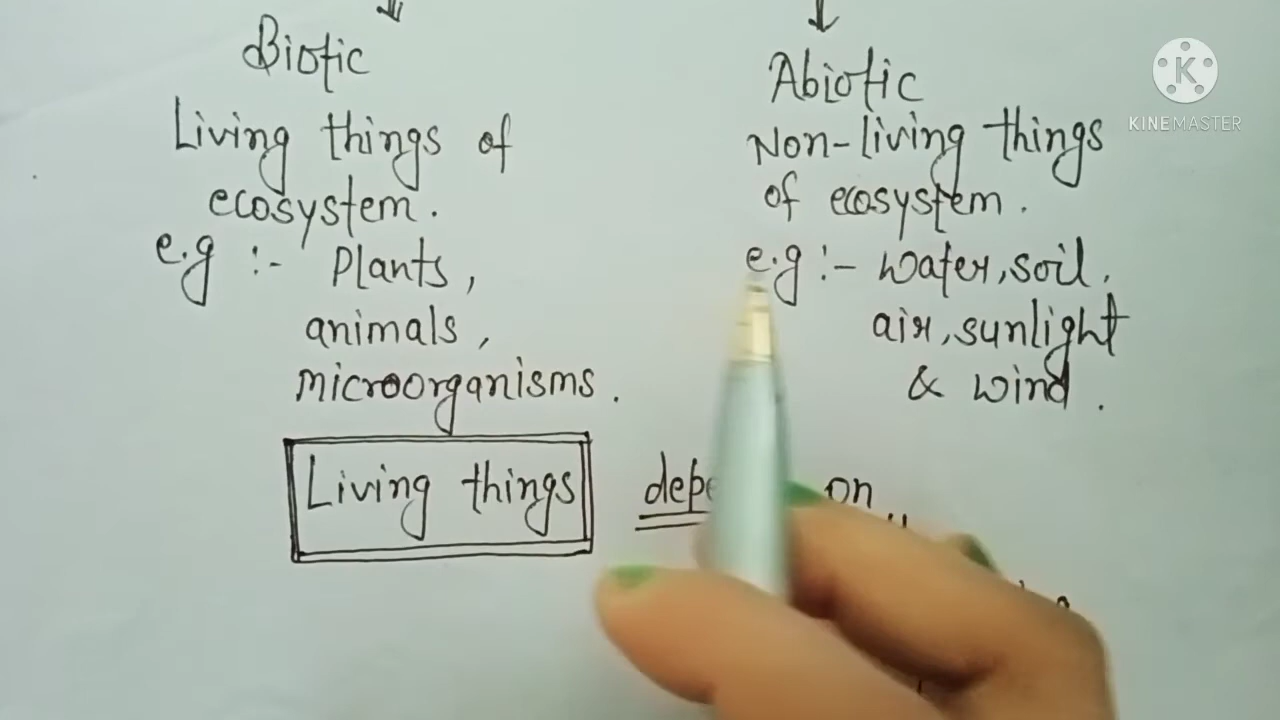 Biotic
Living things of
ecosystem.
e.g :- Plants,
animals,
microorganisms.
Abiotic
Non-living things
of ecosystem.
e.g :- water, soil,
air, sunlight
& wind.
Living things on
KINEMASTER